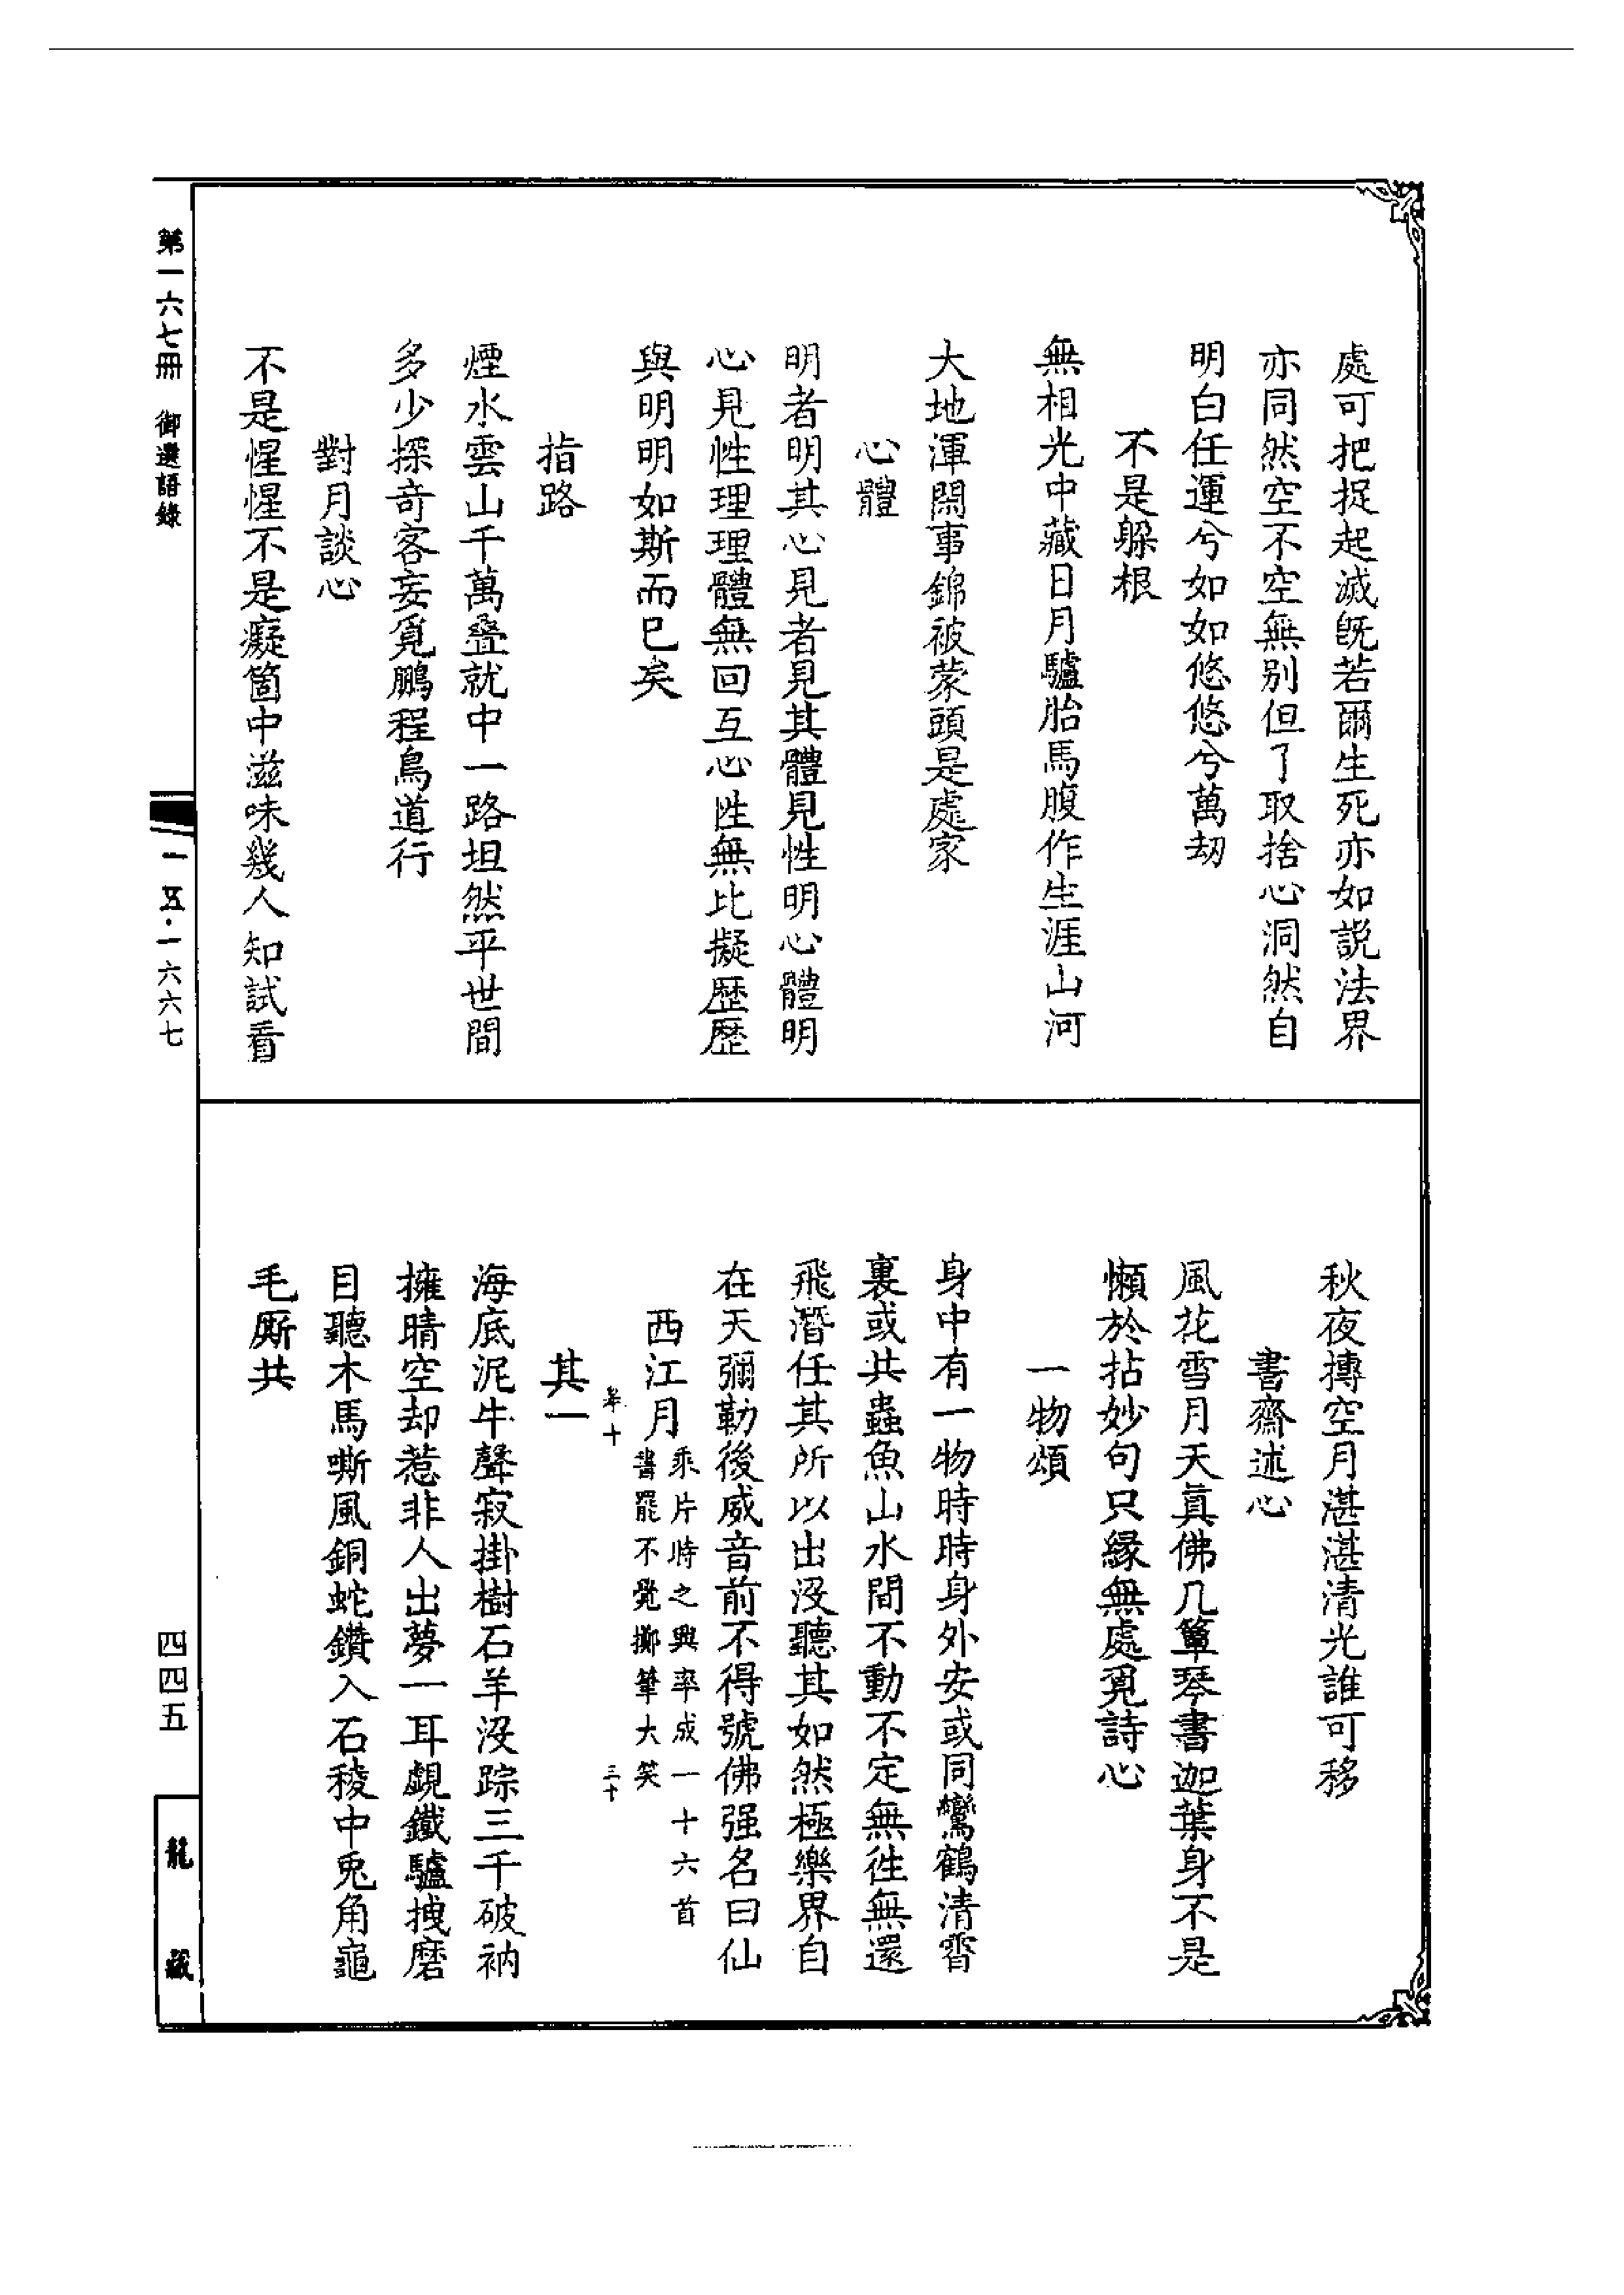 處可把捉起滅旣若爾生死亦如説法界
亦同然空不空無别但了取捨心洞然自
明白任運兮如如悠悠兮萬刼
不是躲根
無相光中藏日月驢胎馬腹作生涯山河
大地渾閑事錦被蒙頭是處家
心體
明者明其心見者見其體見性明心體明
心見性理理體無回互心性無比擬歷歷
與明明如斯而巳矣
指路
煙水雲山千萬疊就中一路坦然平世間
多少探奇客妄覓鵬程鳥道行
對月談心
不是惺惺不是癡箇中滋味幾人知試看
秋夜摶空月湛湛清光誰可移
書齋述心
風花雪月天真佛几簟琴書迦葉身不是
懶於拈妙句只緣無處覓詩心
一物頌
身中有一物時時身外安或同鸞鶴清霄
裏或共蟲魚山水間不動不定無徃無還
飛潛任其所以出沒聽其如然極樂界自
在天彌勒後威音前不得號佛强名曰仙
西江月
乘片時之興率成一十六首
書罷不覺擲筆大笑
三十
其一
海底泥牛聲寂掛樹石羊沒踪三千破衲
擁晴空却惹非人出夢一耳覷鐵驢拽磨
目聽木馬嘶風銅蛇鑽入石稜中兎角龜
毛厮共
第一六七冊 御選語錄
一五·一六六七
四四五
龍藏